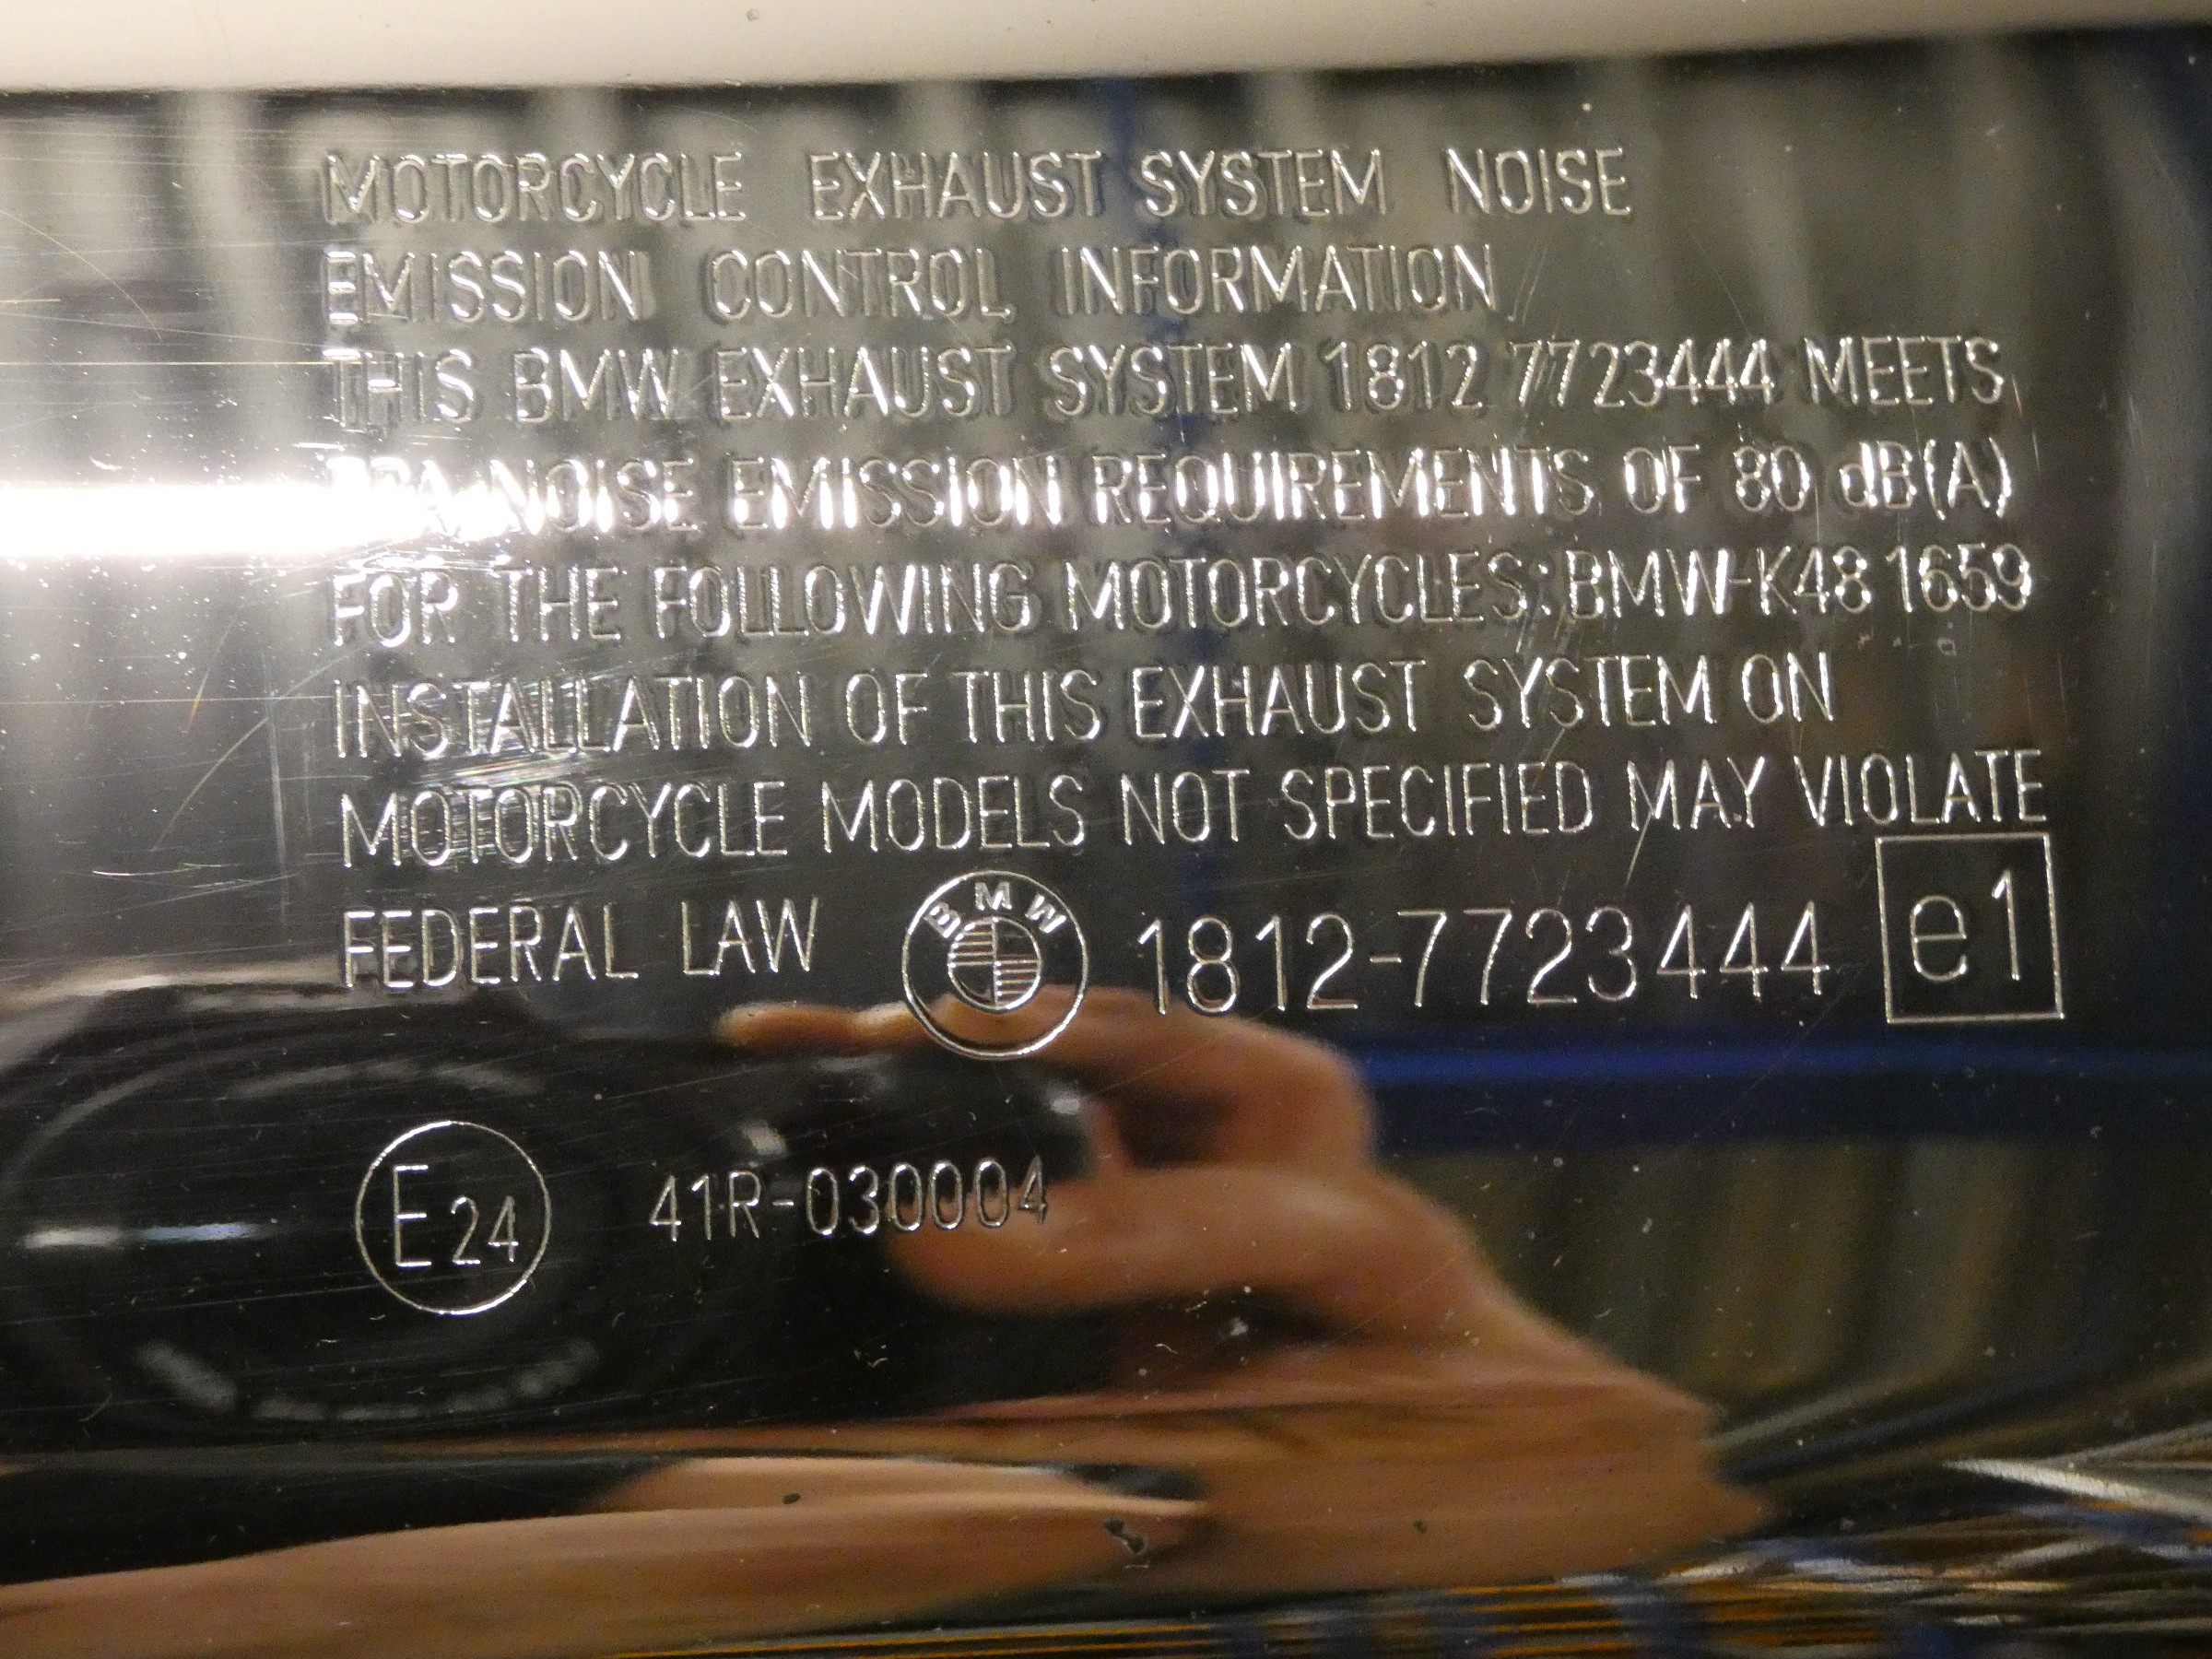 MOTORCYCLE EXHAUST SYSTEM NOISE
EMISSION CONTROL INFORMATION
THIS BMW EXHAUST SYSTEM 1812 7723444 MEETS
EPA NOISE EMISSION REQUIREMENTS OF 80 dB(A)
FOR THE FOLLOWING MOTORCYCLES: BMW-K48 1659
INSTALLATION OF THIS EXHAUST SYSTEM ON
MOTORCYCLE MODELS NOT SPECIFIED MAY VIOLATE
FEDERAL LAW BMW 1812-7723444 e1
E24 41R-030004